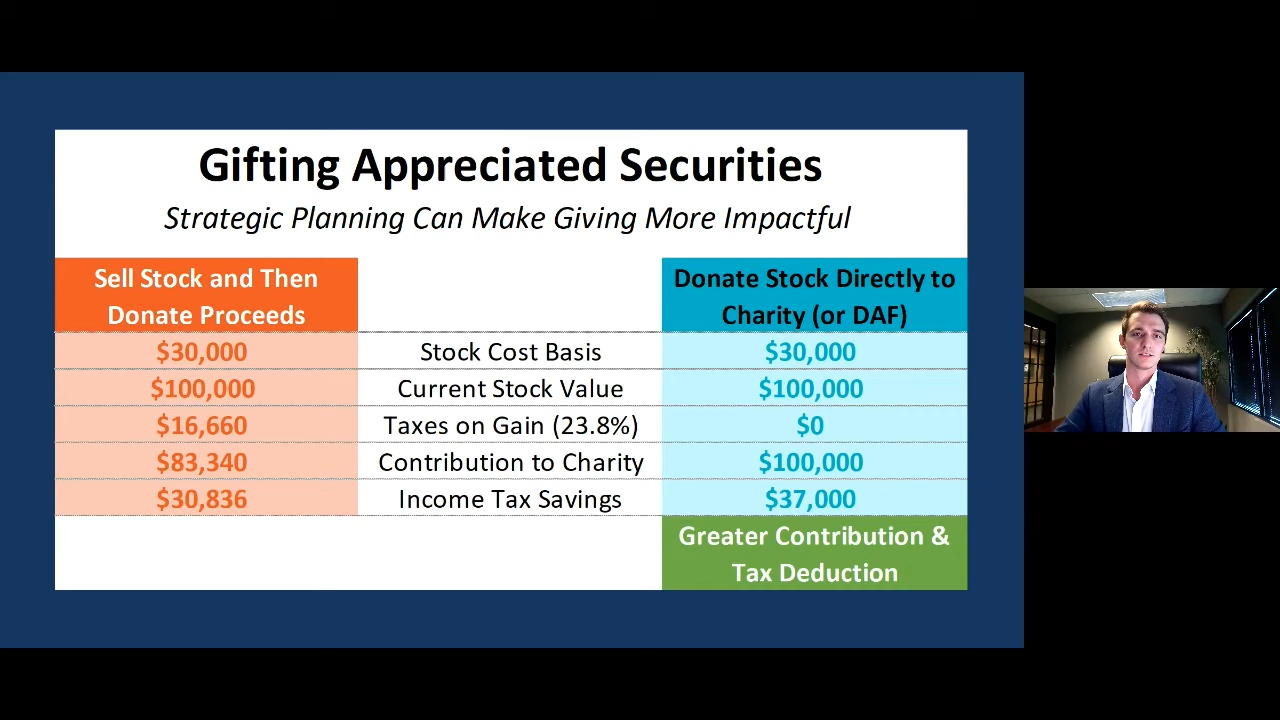 Gifting Appreciated Securities
Strategic Planning Can Make Giving More Impactful
Sell Stock and Then
Donate Proceeds
Donate Stock Directly to
Charity (or DAF)
$30,000 Stock Cost Basis $30,000
$100,000 Current Stock Value $100,000
$16,660 Taxes on Gain (23.8%) $0
$83,340 Contribution to Charity $100,000
$30,836 Income Tax Savings $37,000
Greater Contribution &
Tax Deduction